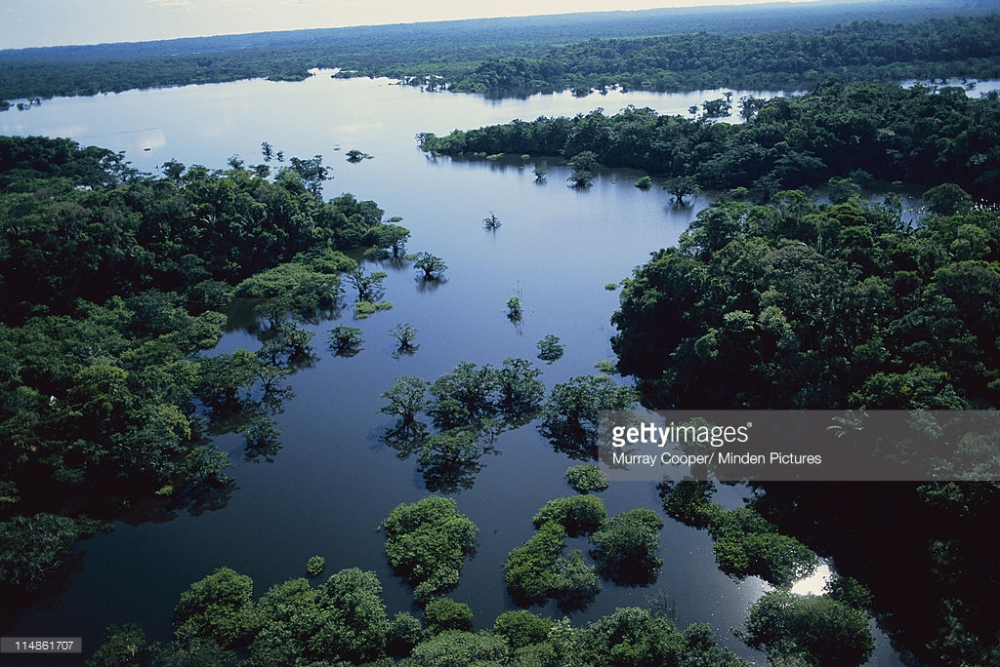 gettyimages®
Murray Cooper/ Minden Pictures
114861707